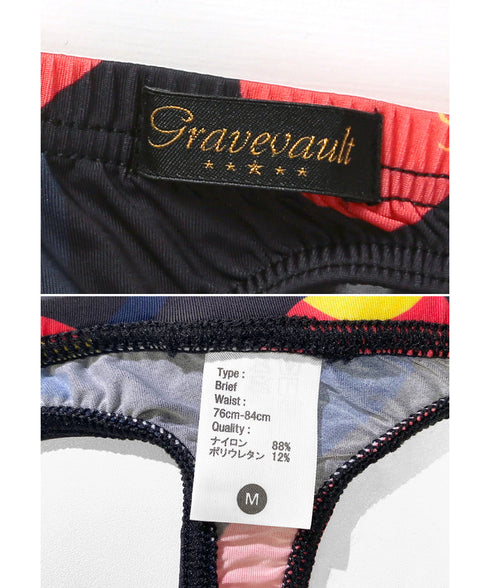 Gravevault
Type :
Brief
Waist :
76cm-84cm
Quality :
ナイロン 88%
ポリウレタン 12%
M